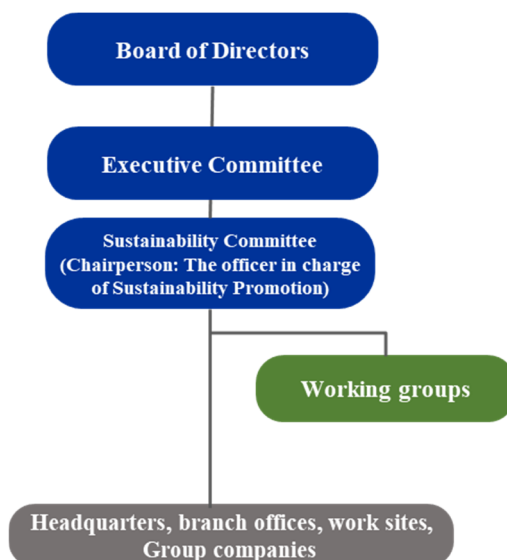 Board of Directors
Executive Committee
Sustainability Committee
(Chairperson: The officer in charge
of Sustainability Promotion)
Working groups
Headquarters, branch offices, work sites,
Group companies